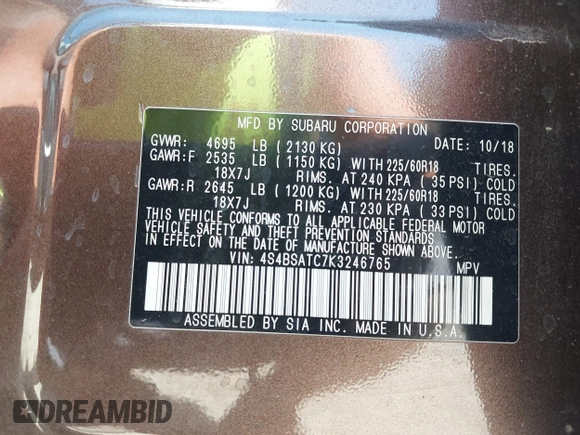 MFD BY SUBARU CORPORATION
GVWR: 4695 LB ( 2130 KG) DATE: 10/18
GAWR:F 2535 LB ( 1150 KG) WITH 225/60R18 TIRES.
18X7J RIMS. AT 240 KPA ( 35 PSI) COLD
GAWR:R 2645 LB ( 1200 KG) WITH 225/60R18 TIRES.
18X7J RIMS. AT 230 KPA ( 33 PSI) COLD
THIS VEHICLE CONFORMS TO ALL APPLICABLE FEDERAL MOTOR
VEHICLE SAFETY AND THEFT PREVENTION STANDARDS
IN EFFECT ON THE DATE OF MANUFACTURE SHOWN ABOVE.
VIN: 4S4BSATC7K3246765 MPV
ASSEMBLED BY SIA INC. MADE IN U.S.A.
DREAMBID